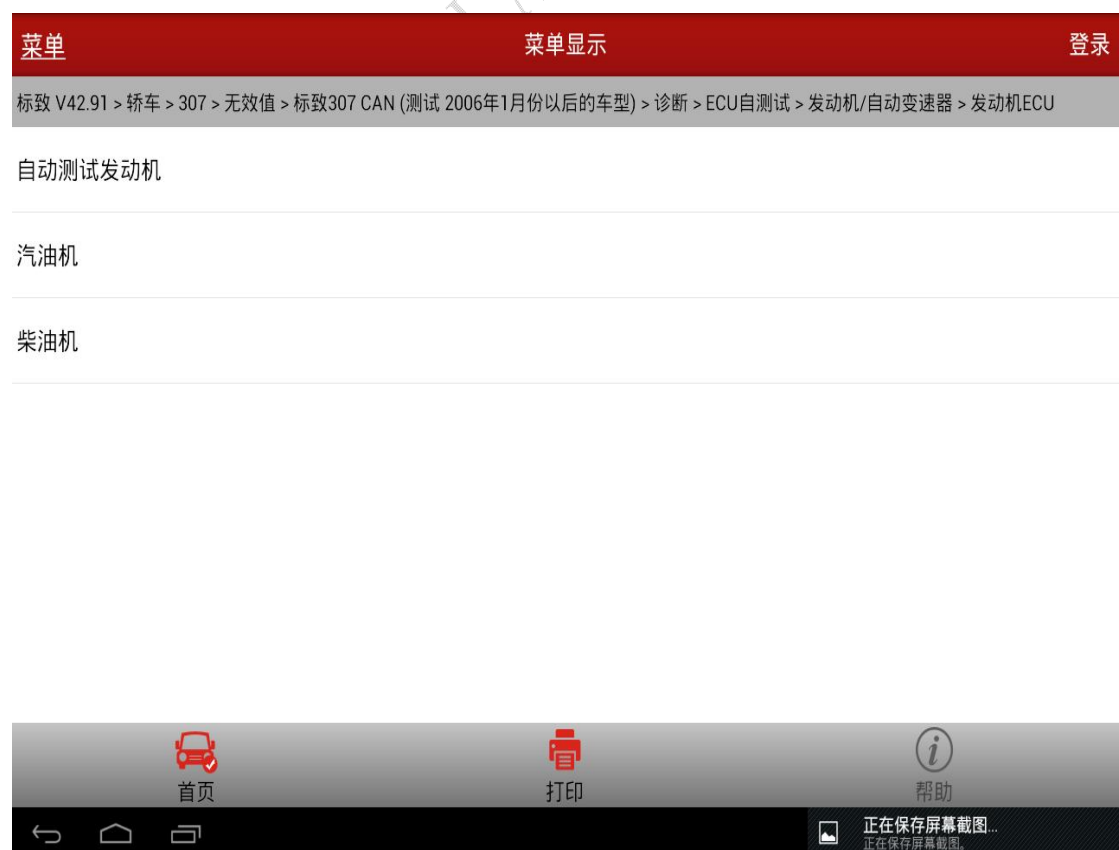 菜单 菜单显示 登录
标致 V42.91 > 轿车 > 307 > 无效值 > 标致307 CAN (测试 2006年1月份以后的车型) > 诊断 > ECU自测试 > 发动机/自动变速器 > 发动机ECU
自动测试发动机
汽油机
柴油机
首页 打印 帮助
正在保存屏幕截图...
正在保存屏幕截图。